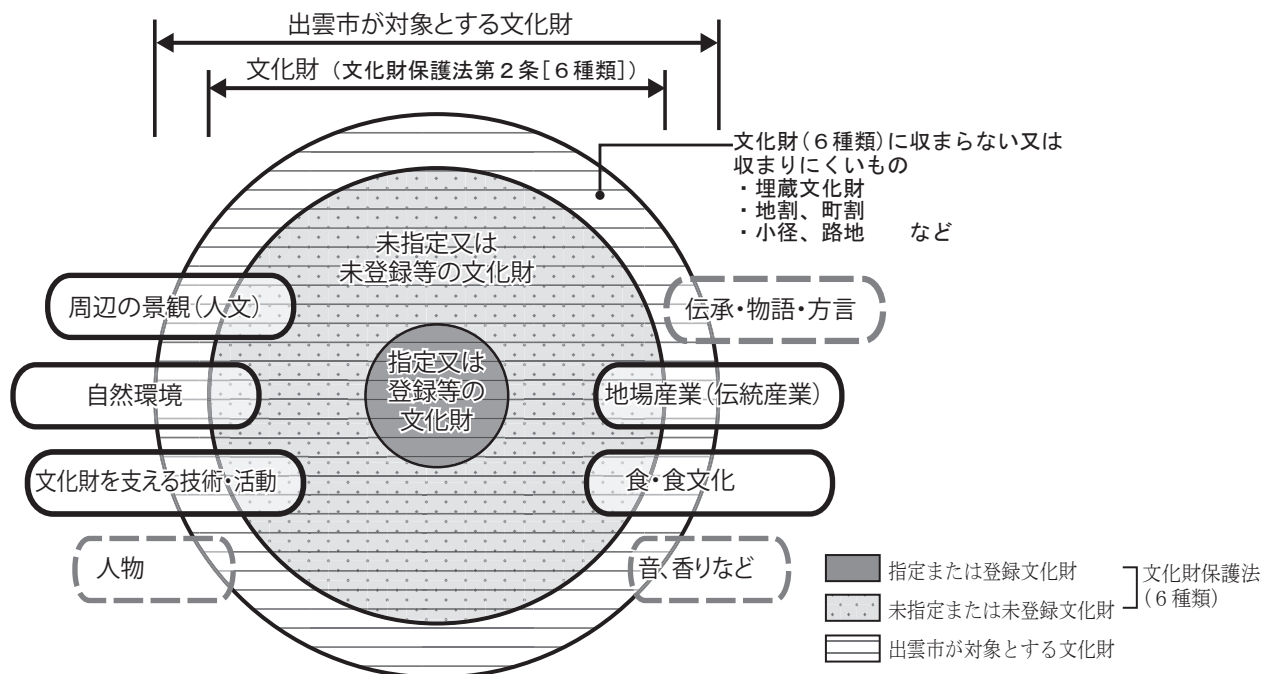 出雲市が対象とする文化財
文化財（文化財保護法第２条[６種類]）
文化財(６種類)に収まらない又は
収まりにくいもの
・埋蔵文化財
・地割、町割
・小径、路地　　など
未指定又は
未登録等の文化財
周辺の景観(人文)
伝承・物語・方言
指定又は
登録等の
文化財
自然環境
地場産業(伝統産業)
文化財を支える技術・活動
食・食文化
人物
音、香りなど
指定または登録文化財
未指定または未登録文化財
出雲市が対象とする文化財
文化財保護法
(６種類)